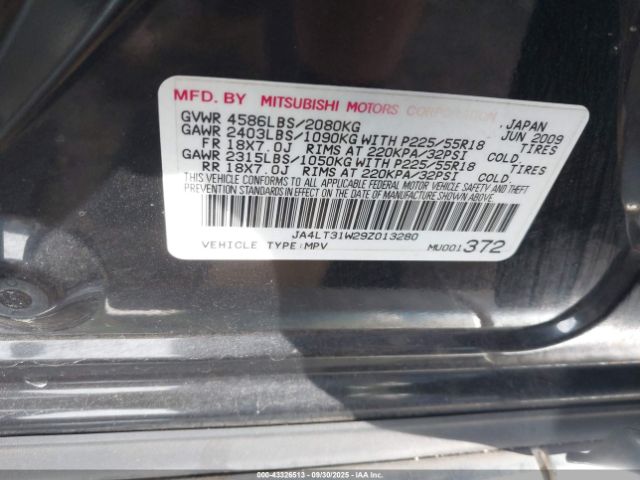 MFD. BY MITSUBISHI MOTORS CORPORATION JAPAN
GVWR 4586LBS/2080KG JUN 2009
GAWR 2403LBS/1090KG WITH P225/55R18 TIRES
FR 18X7.0J RIMS AT 220KPA/32PSI COLD
GAWR 2315LBS/1050KG WITH P225/55R18 TIRES
RR 18X7.0J RIMS AT 220KPA/32PSI COLD.
THIS VEHICLE CONFORMS TO ALL APPLICABLE FEDERAL MOTOR VEHICLE SAFETY AND THEFT
PREVENTION STANDARDS IN EFFECT ON THE DATE OF MANUFACTURE SHOWN ABOVE.
JA4LT31W29Z013280
VEHICLE TYPE:MPV MU001372
000-43326513 - 09/30/2025 - COPYRIGHT © 2025 IAA, INC.